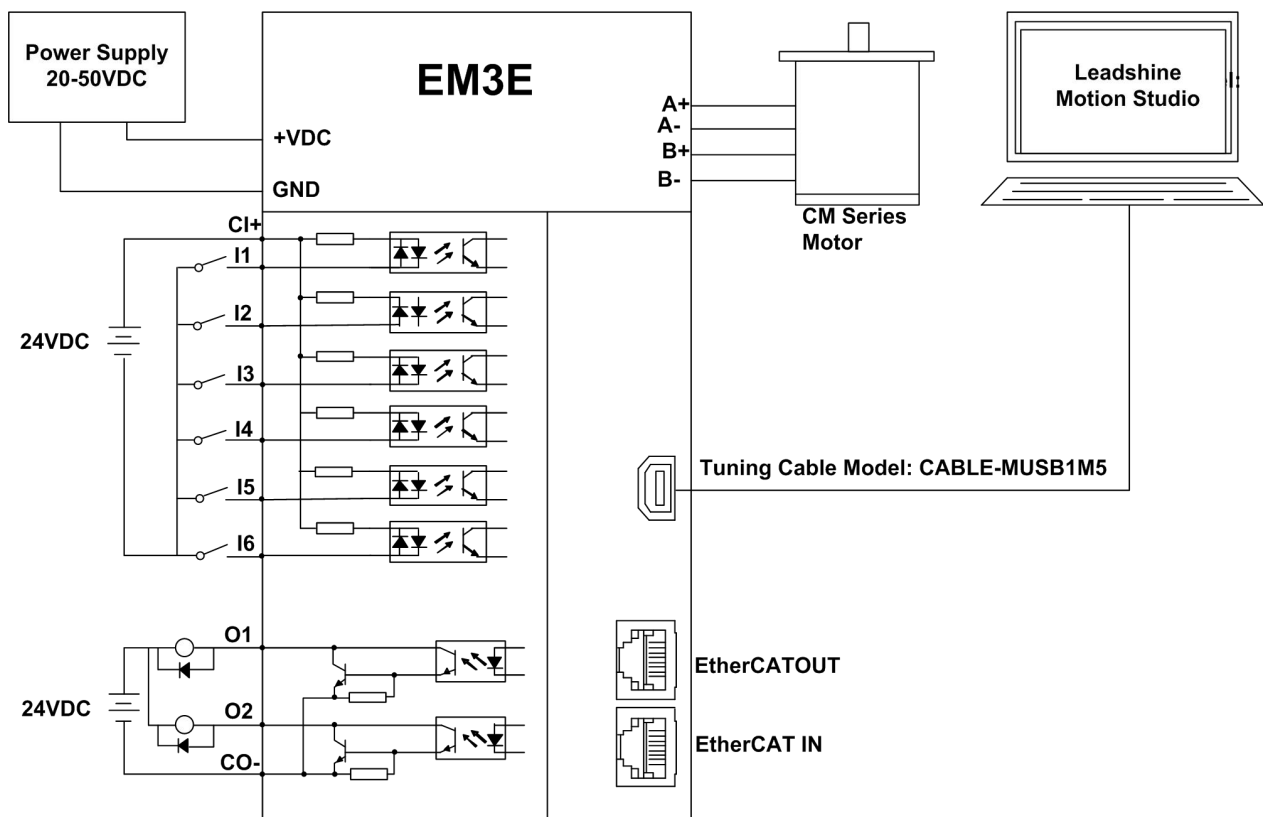 Power Supply
20-50VDC
EM3E
+VDC
GND
A+
A-
B+
B-
CM Series
Motor
Leadshine
Motion Studio
CI+
I1
I2
24VDC
I3
I4
I5
I6
Tuning Cable Model: CABLE-MUSB1M5
O1
24VDC
O2
CO-
EtherCATOUT
EtherCAT IN